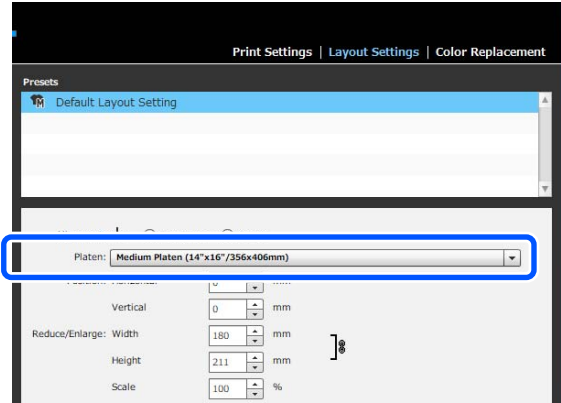 Print Settings | Layout Settings | Color Replacement
Presets
M Default Layout Setting
Platen: Medium Platen (14"x16"/356x406mm)
Vertical 0 mm
Reduce/Enlarge: Width 180 mm
Height 211 mm
Scale 100 %